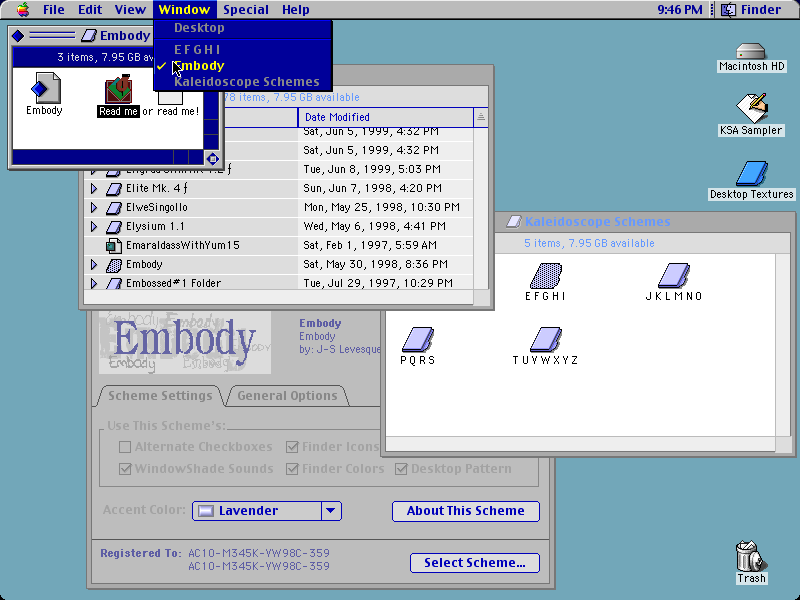 File Edit View Window Special Help 9:46 PM Finder
Desktop
E F G H I
Embody
Kaleidoscope Schemes
Embody
3 items, 7.95 GB av
Embody
Read me
or read me!
78 items, 7.95 GB available
Date Modified
Sat, Jun 5, 1999, 4:32 PM
Sat, Jun 5, 1999, 4:32 PM
Tue, Jun 8, 1999, 5:03 PM
Elite Mk. 4 ƒ Sun, Jun 7, 1998, 4:20 PM
ElweSingollo Mon, May 25, 1998, 10:30 PM
Elysium 1.1 Wed, May 6, 1998, 4:41 PM
EmaraldassWithYum15 Sat, Feb 1, 1997, 5:59 AM
Embody Sat, May 30, 1998, 8:36 PM
Embossed#1 Folder Tue, Jul 29, 1997, 10:29 PM
Macintosh HD
KSA Sampler
Desktop Textures
Kaleidoscope Schemes
5 items, 7.95 GB available
E F G H I
J K L M N O
P Q R S
T U V W X Y Z
Embody
Embody
Embody
by: J-S Levesque
Scheme Settings
General Options
Use This Scheme's:
Alternate Checkboxes
Finder Icons
WindowShade Sounds
Finder Colors
Desktop Pattern
Accent Color:
Lavender
About This Scheme
Registered To: AC10-M345K-YW98C-359
AC10-M345K-YW98C-359
Select Scheme...
Trash